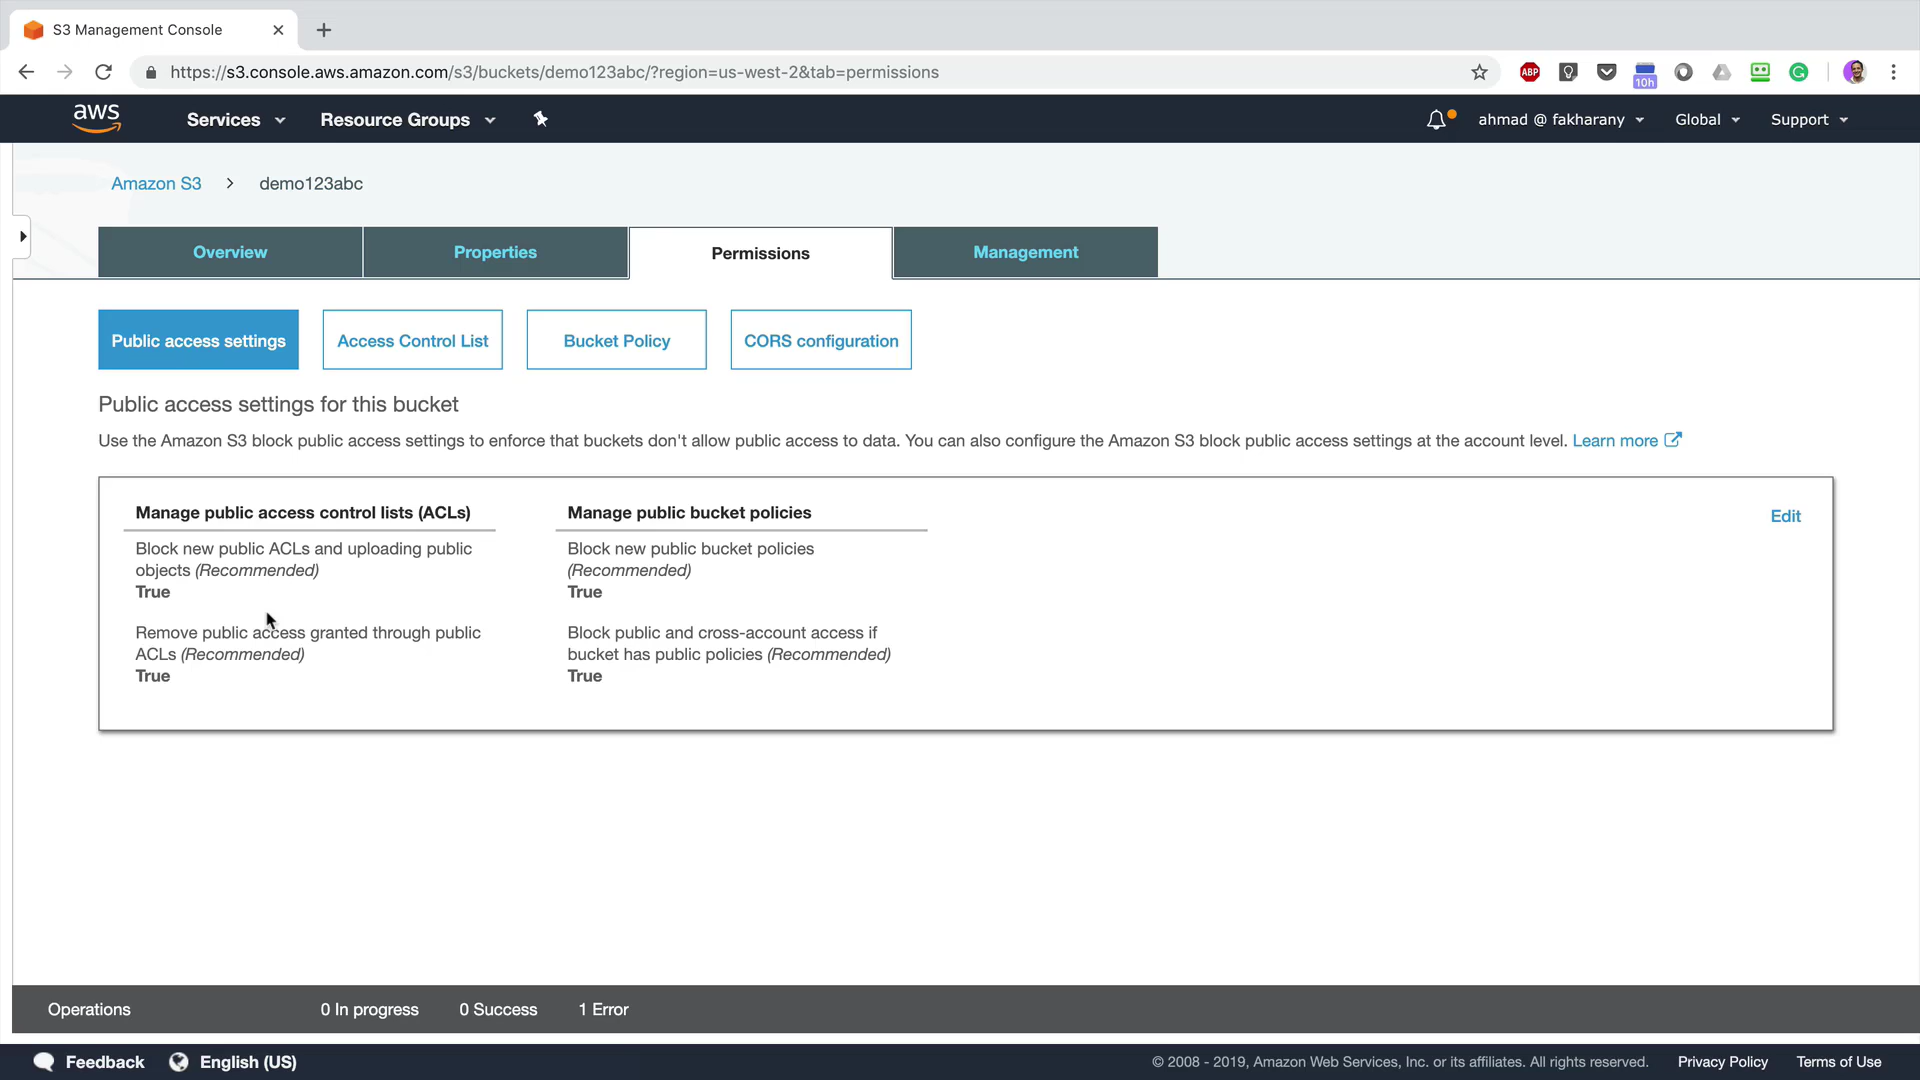 S3 Management Console
https://s3.console.aws.amazon.com/s3/buckets/demo123abc/?region=us-west-2&tab=permissions
ABP
10h
aws
Services
Resource Groups
ahmad @ fakharany
Global
Support
Amazon S3
demo123abc
Overview
Properties
Permissions
Management
Public access settings
Access Control List
Bucket Policy
CORS configuration
Public access settings for this bucket
Use the Amazon S3 block public access settings to enforce that buckets don't allow public access to data. You can also configure the Amazon S3 block public access settings at the account level. Learn more
Manage public access control lists (ACLs)
Block new public ACLs and uploading public
objects (Recommended)
True
Remove public access granted through public
ACLs (Recommended)
True
Manage public bucket policies
Block new public bucket policies
(Recommended)
True
Block public and cross-account access if
bucket has public policies (Recommended)
True
Edit
Operations
0 In progress
0 Success
1 Error
Feedback
English (US)
© 2008 - 2019, Amazon Web Services, Inc. or its affiliates. All rights reserved.
Privacy Policy
Terms of Use